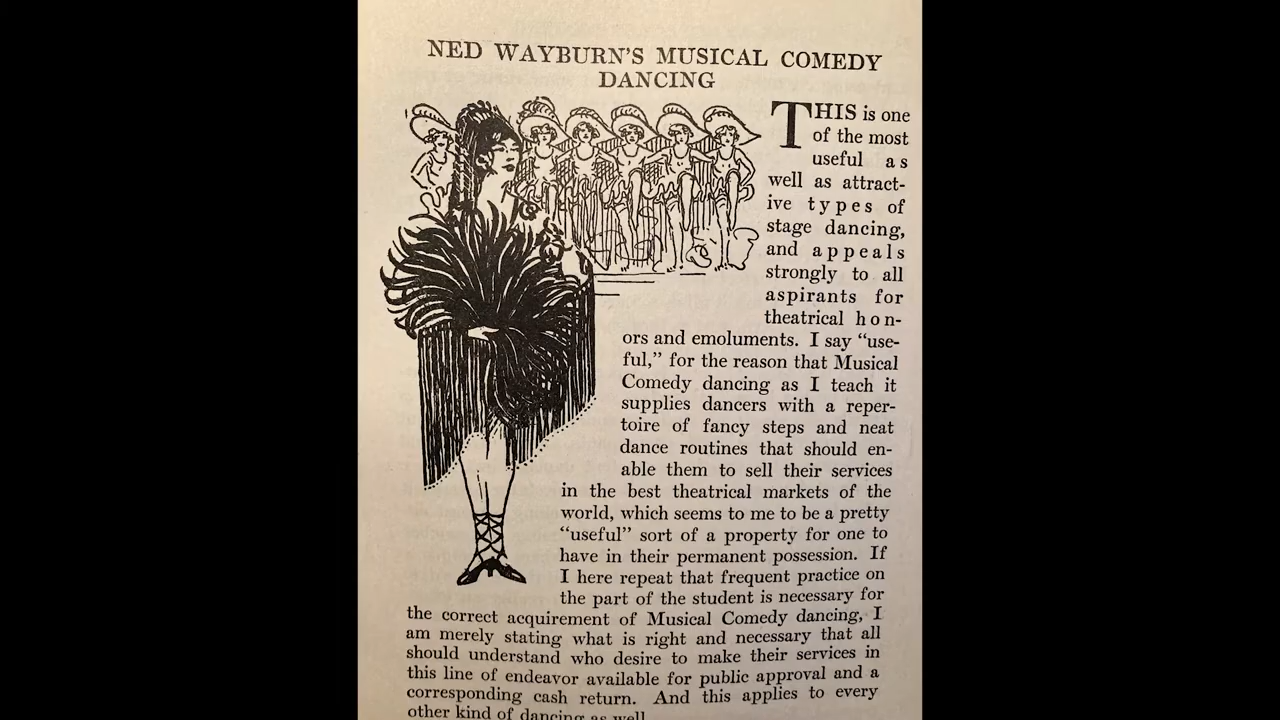 NED WAYBURN'S MUSICAL COMEDY
DANCING
THIS is one
of the most
useful as
well as attract-
ive types of
stage dancing,
and appeals
strongly to all
aspirants for
theatrical hon-
ors and emoluments. I say “use-
ful,” for the reason that Musical
Comedy dancing as I teach it
supplies dancers with a reper-
toire of fancy steps and neat
dance routines that should en-
able them to sell their services
in the best theatrical markets of the
world, which seems to me to be a pretty
“useful” sort of a property for one to
have in their permanent possession. If
I here repeat that frequent practice on
the part of the student is necessary for
the correct acquirement of Musical Comedy dancing, I
am merely stating what is right and necessary that all
should understand who desire to make their services in
this line of endeavor available for public approval and a
corresponding cash return. And this applies to every
other kind of dancing as well